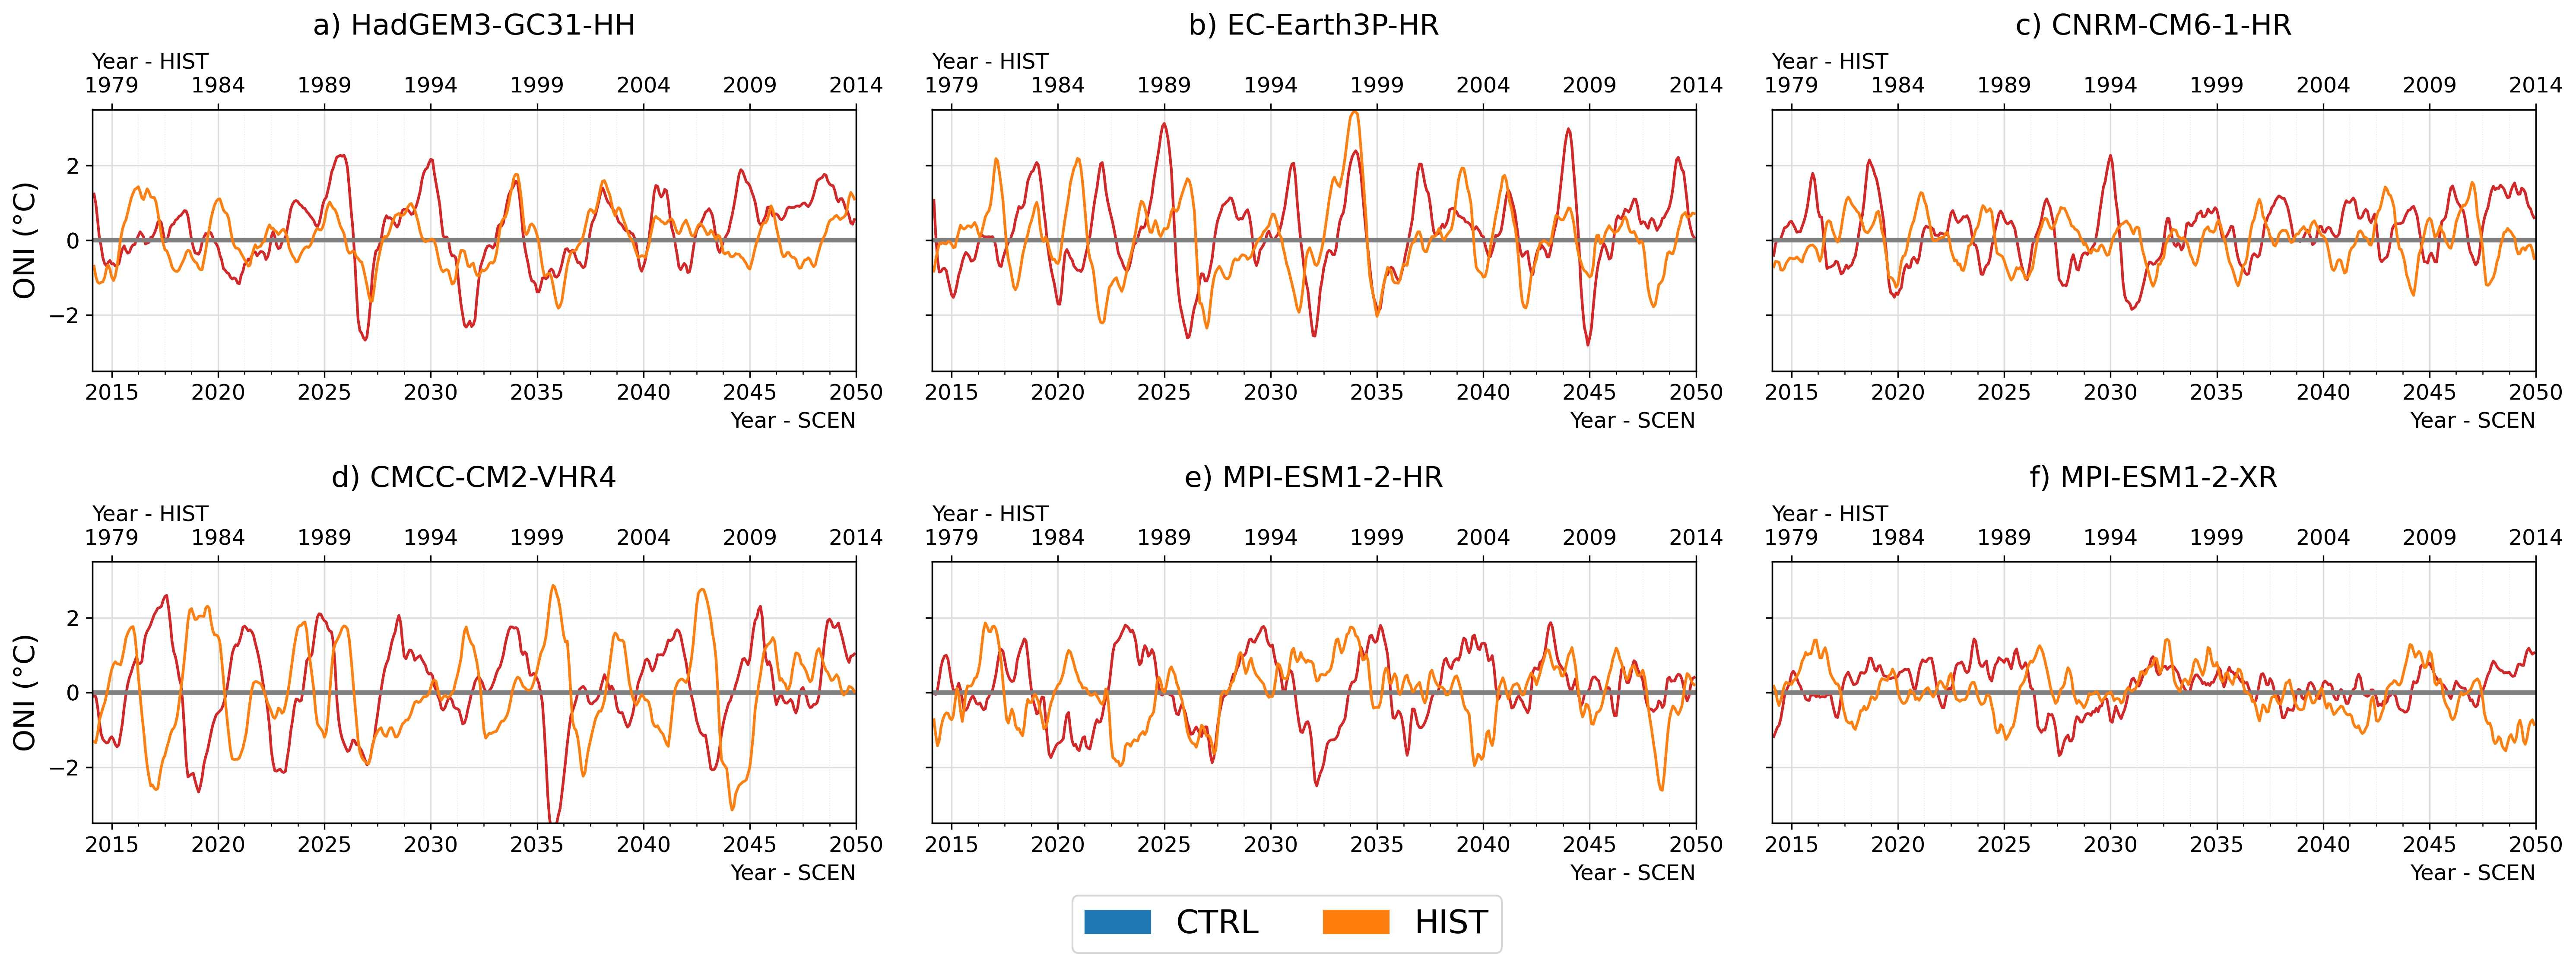 a) HadGEM3-GC31-HH
b) EC-Earth3P-HR
c) CNRM-CM6-1-HR
Year - HIST
Year - HIST
Year - HIST
1979 1984 1989 1994 1999 2004 2009 2014
1979 1984 1989 1994 1999 2004 2009 2014
1979 1984 1989 1994 1999 2004 2009 2014
ONI (°C)
2
0
−2
2015 2020 2025 2030 2035 2040 2045 2050
2015 2020 2025 2030 2035 2040 2045 2050
2015 2020 2025 2030 2035 2040 2045 2050
Year - SCEN
Year - SCEN
Year - SCEN
d) CMCC-CM2-VHR4
e) MPI-ESM1-2-HR
f) MPI-ESM1-2-XR
Year - HIST
Year - HIST
Year - HIST
1979 1984 1989 1994 1999 2004 2009 2014
1979 1984 1989 1994 1999 2004 2009 2014
1979 1984 1989 1994 1999 2004 2009 2014
ONI (°C)
2
0
−2
2015 2020 2025 2030 2035 2040 2045 2050
2015 2020 2025 2030 2035 2040 2045 2050
2015 2020 2025 2030 2035 2040 2045 2050
Year - SCEN
Year - SCEN
Year - SCEN
CTRL HIST